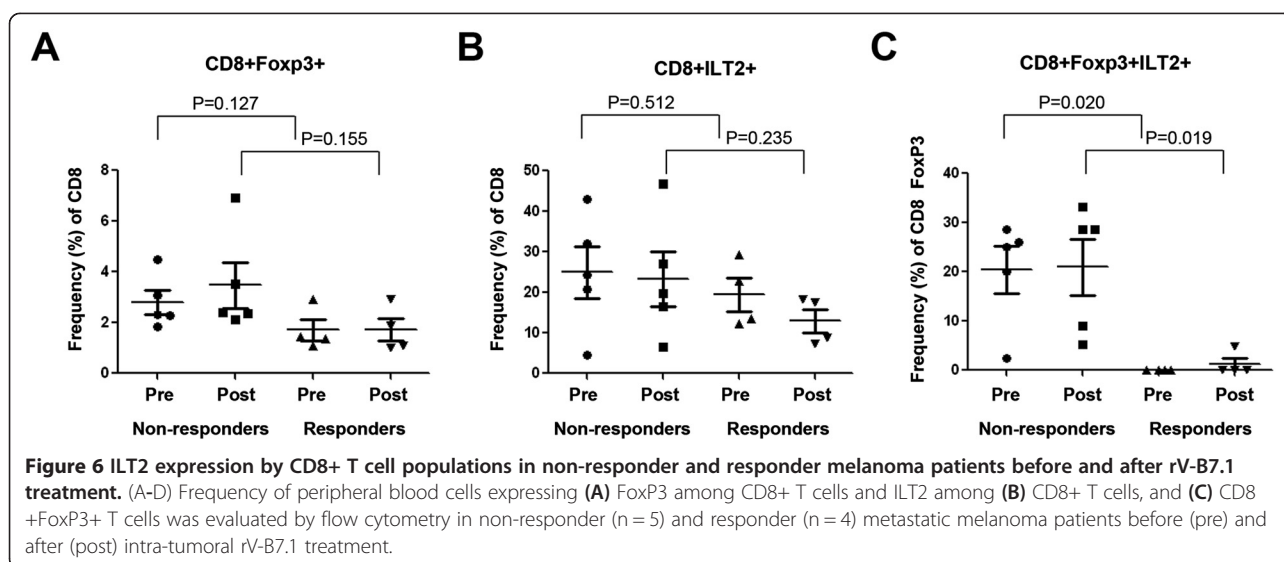 A
CD8+Foxp3+
P=0.127
P=0.155
Frequency (%) of CD8
8
6
4
2
0
Pre Post Pre Post
Non-responders Responders
B
CD8+ILT2+
P=0.512
P=0.235
Frequency (%) of CD8
50
40
30
20
10
0
Pre Post Pre Post
Non-responders Responders
C
CD8+Foxp3+ILT2+
P=0.020
P=0.019
Frequency (%) of CD8 FoxP3
40
30
20
10
0
Pre Post Pre Post
Non-responders Responders
Figure 6 ILT2 expression by CD8+ T cell populations in non-responder and responder melanoma patients before and after rV-B7.1
treatment. (A-D) Frequency of peripheral blood cells expressing (A) FoxP3 among CD8+ T cells and ILT2 among (B) CD8+ T cells, and (C) CD8
+FoxP3+ T cells was evaluated by flow cytometry in non-responder (n = 5) and responder (n = 4) metastatic melanoma patients before (pre) and
after (post) intra-tumoral rV-B7.1 treatment.